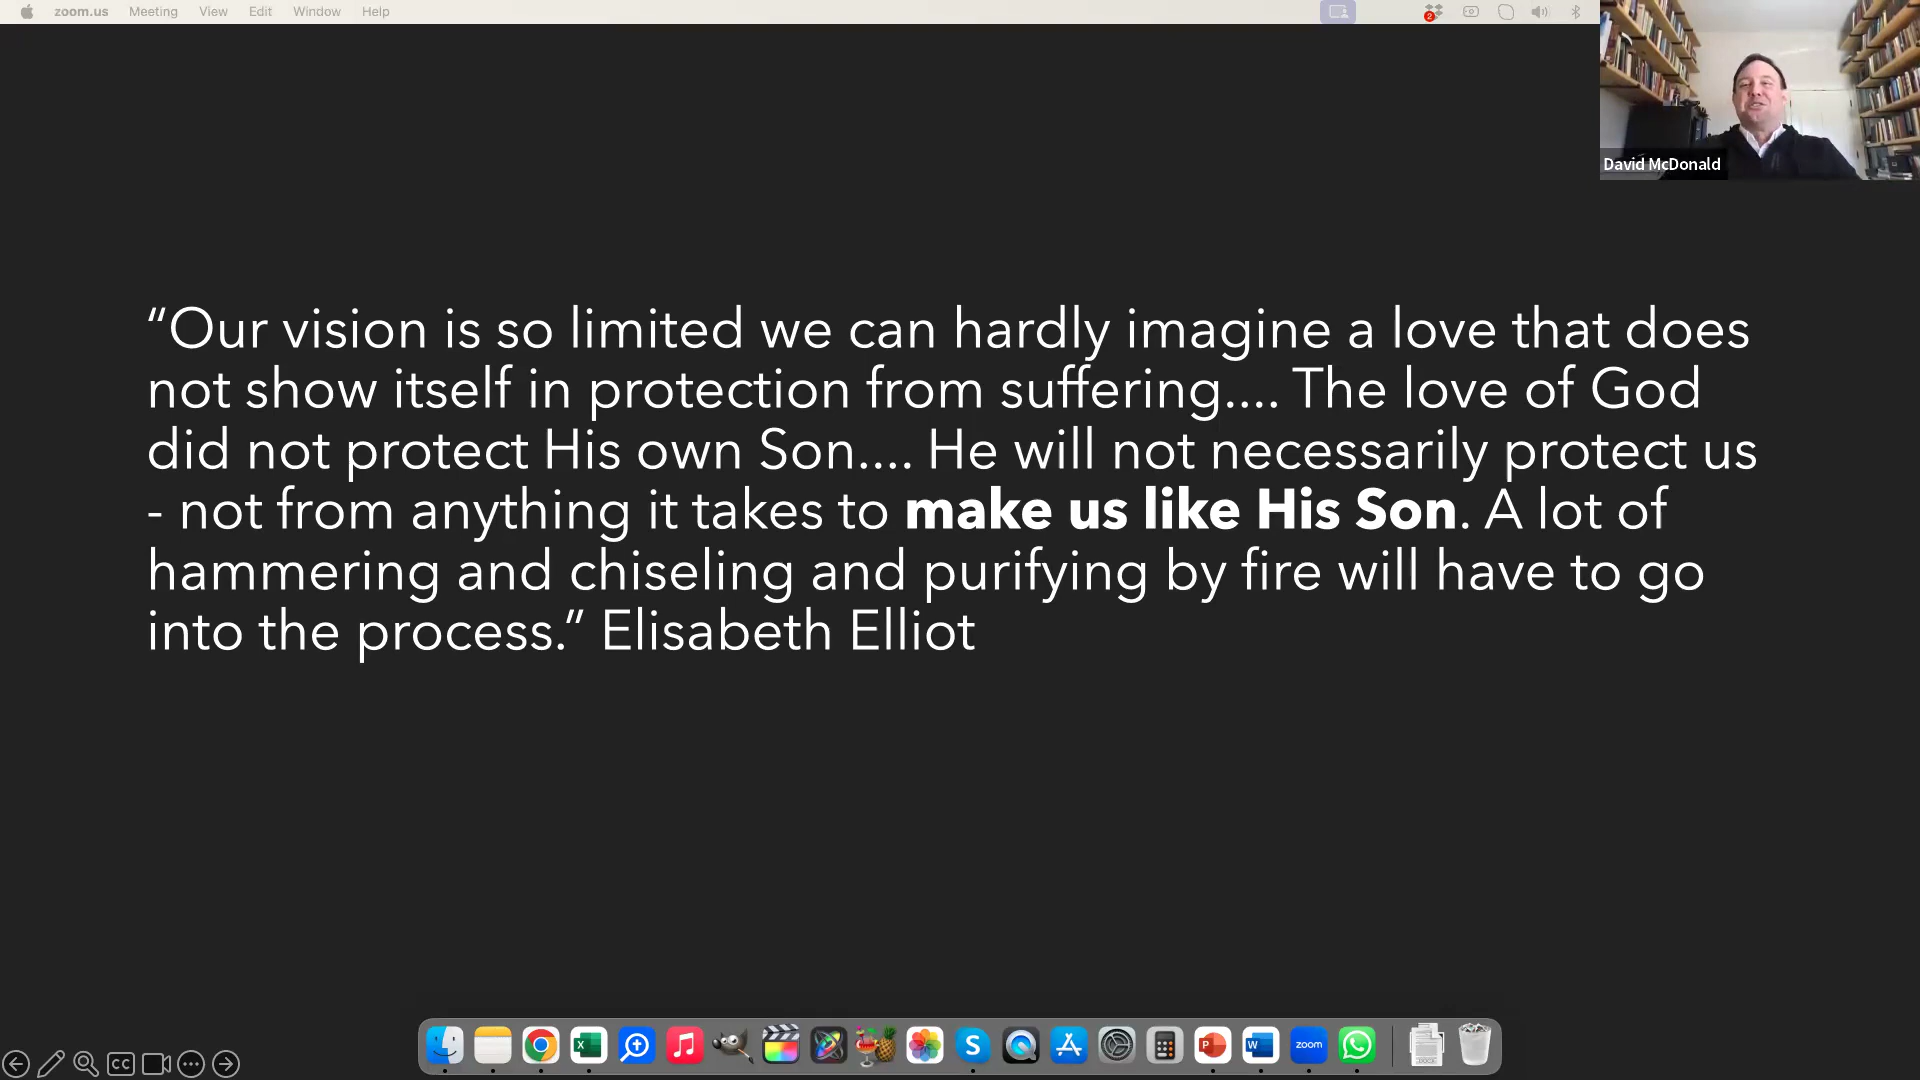 zoom.us Meeting View Edit Window Help
2
David McDonald
“Our vision is so limited we can hardly imagine a love that does
not show itself in protection from suffering.... The love of God
did not protect His own Son.... He will not necessarily protect us
- not from anything it takes to make us like His Son. A lot of
hammering and chiseling and purifying by fire will have to go
into the process.” Elisabeth Elliot
CC
X
S
P
W
zoom